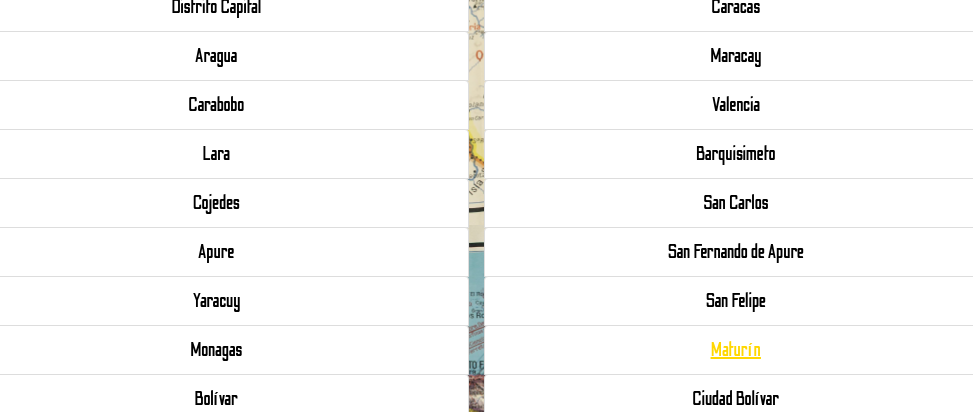 Distrito Capital Caracas
Aragua Maracay
Carabobo Valencia
Lara Barquisimeto
Cojedes San Carlos
Apure San Fernando de Apure
Yaracuy San Felipe
Monagas Maturín
Bolívar Ciudad Bolívar